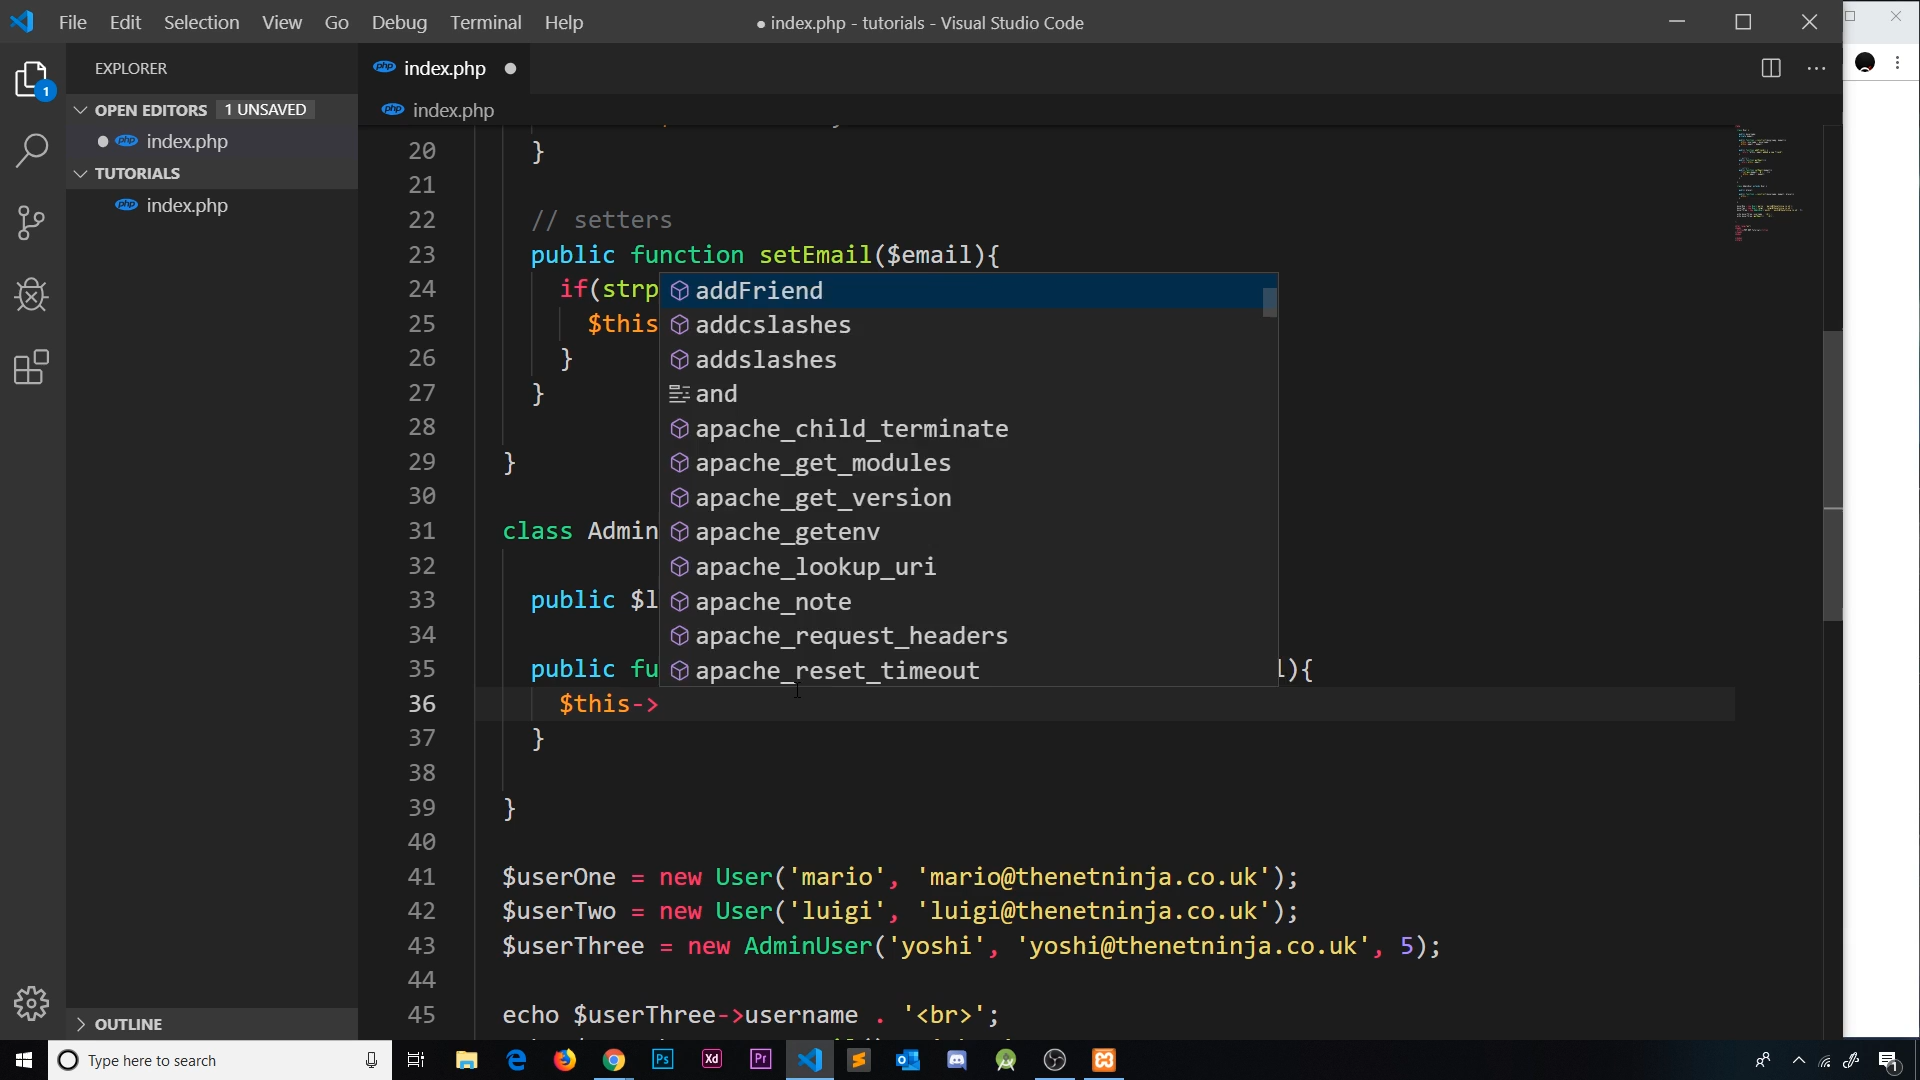 File Edit Selection View Go Debug Terminal Help
● index.php - tutorials - Visual Studio Code
EXPLORER
OPEN EDITORS 1 UNSAVED
index.php
TUTORIALS
index.php
OUTLINE
1
index.php
index.php
20 }
21
22 // setters
23 public function setEmail($email){
24 if(strp
25 $this
26 }
27 }
28
29 }
30
31 class Admin
32
33 public $l
34
35 public fu l){
36 $this->
37 }
38
39 }
40
41 $userOne = new User('mario', 'mario@thenetninja.co.uk');
42 $userTwo = new User('luigi', 'luigi@thenetninja.co.uk');
43 $userThree = new AdminUser('yoshi', 'yoshi@thenetninja.co.uk', 5);
44
45 echo $userThree->username . '<br>';
addFriend
addcslashes
addslashes
and
apache_child_terminate
apache_get_modules
apache_get_version
apache_getenv
apache_lookup_uri
apache_note
apache_request_headers
apache_reset_timeout
Type here to search
Ps
Xd
Pr
1